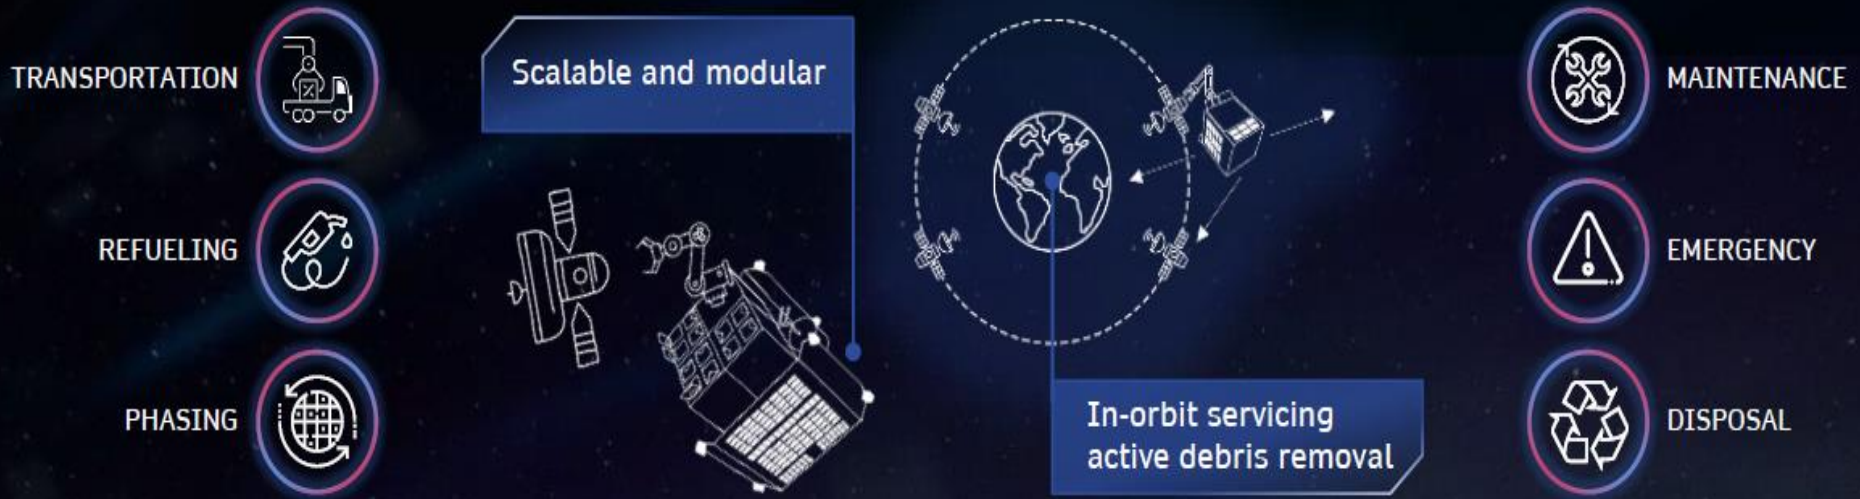 TRANSPORTATION
REFUELING
PHASING
Scalable and modular
In-orbit servicing
active debris removal
MAINTENANCE
EMERGENCY
DISPOSAL